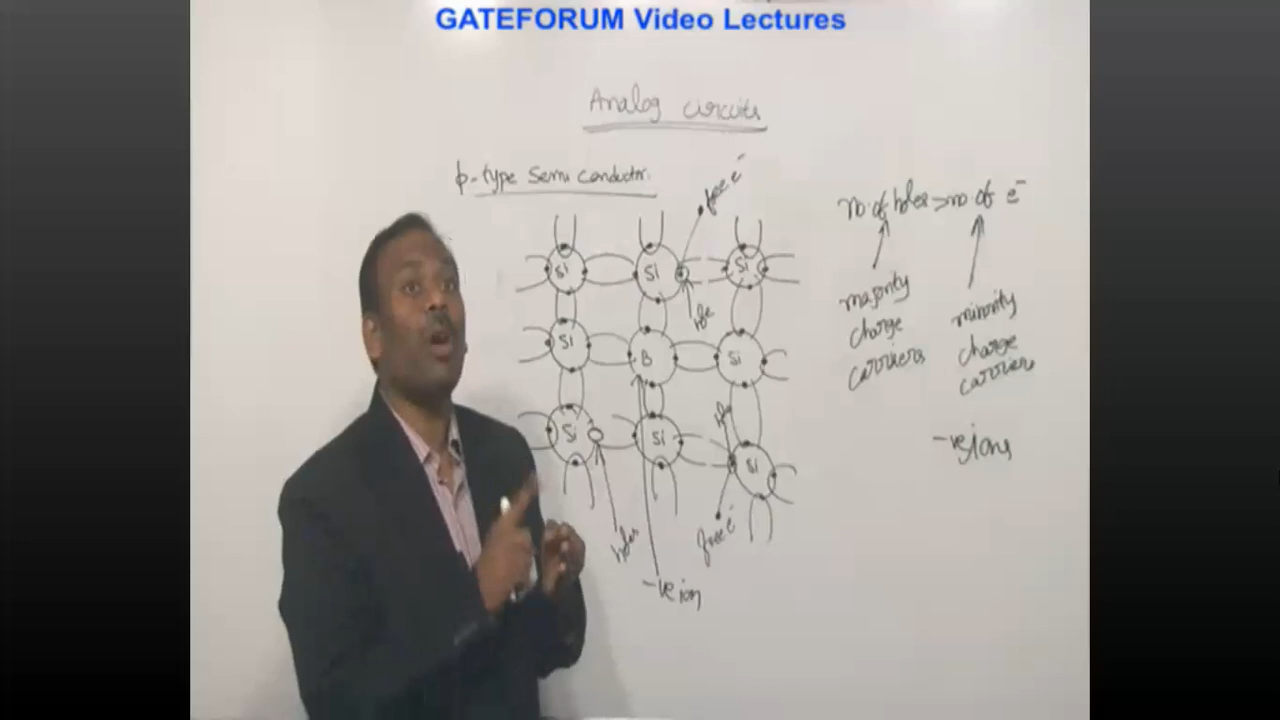 GATEFORUM Video Lectures
Analog circuits
p-type Semi conductor.
free e⁻
no of holes > no of e⁻
Si
Si
Si
hole
majority
charge
carriers
minority
charge
carriers
Si
B
Si
-ve ions
Si
Si
Si
holes
free e⁻
-ve ion